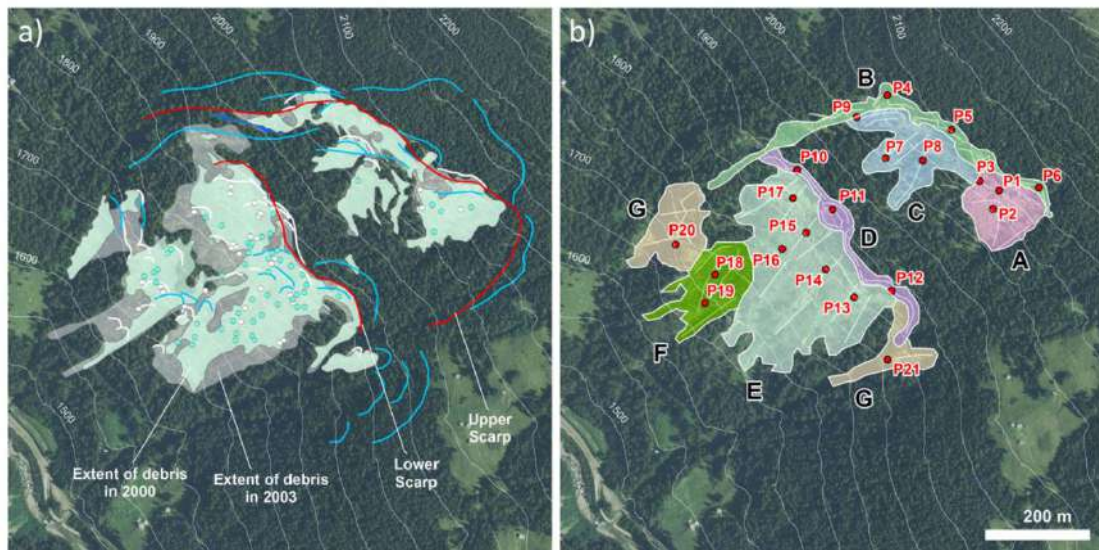 a)
1800
1900
2000
2100
2200
1700
1600
1500
Extent of debris
in 2000
Extent of debris
in 2003
Lower
Scarp
Upper
Scarp
b)
1800
1900
2000
2100
2200
1700
1600
1500
B
P4
P9
P5
P7
P8
P3
P1
P6
P2
A
C
P10
P17
P11
P15
D
P16
P14
P12
P13
G
P20
P18
P19
F
E
P21
G
200 m